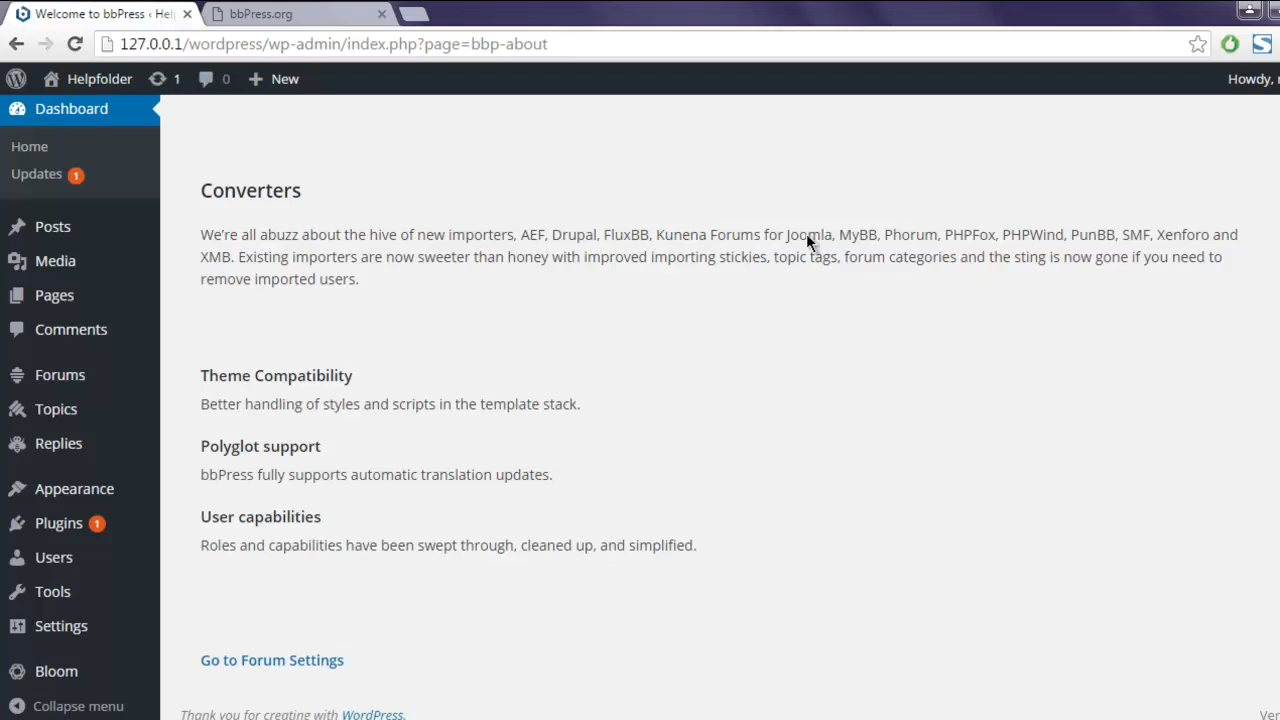 Welcome to bbPress ‹ Hel
bbPress.org
127.0.0.1/wordpress/wp-admin/index.php?page=bbp-about
Helpfolder 1 0 New Howdy,
Dashboard
Home
Updates 1
Posts
Media
Pages
Comments
Forums
Topics
Replies
Appearance
Plugins 1
Users
Tools
Settings
Bloom
Collapse menu
Converters
We're all abuzz about the hive of new importers, AEF, Drupal, FluxBB, Kunena Forums for Joomla, MyBB, Phorum, PHPFox, PHPWind, PunBB, SMF, Xenforo and
XMB. Existing importers are now sweeter than honey with improved importing stickies, topic tags, forum categories and the sting is now gone if you need to
remove imported users.
Theme Compatibility
Better handling of styles and scripts in the template stack.
Polyglot support
bbPress fully supports automatic translation updates.
User capabilities
Roles and capabilities have been swept through, cleaned up, and simplified.
Go to Forum Settings
Thank you for creating with WordPress.